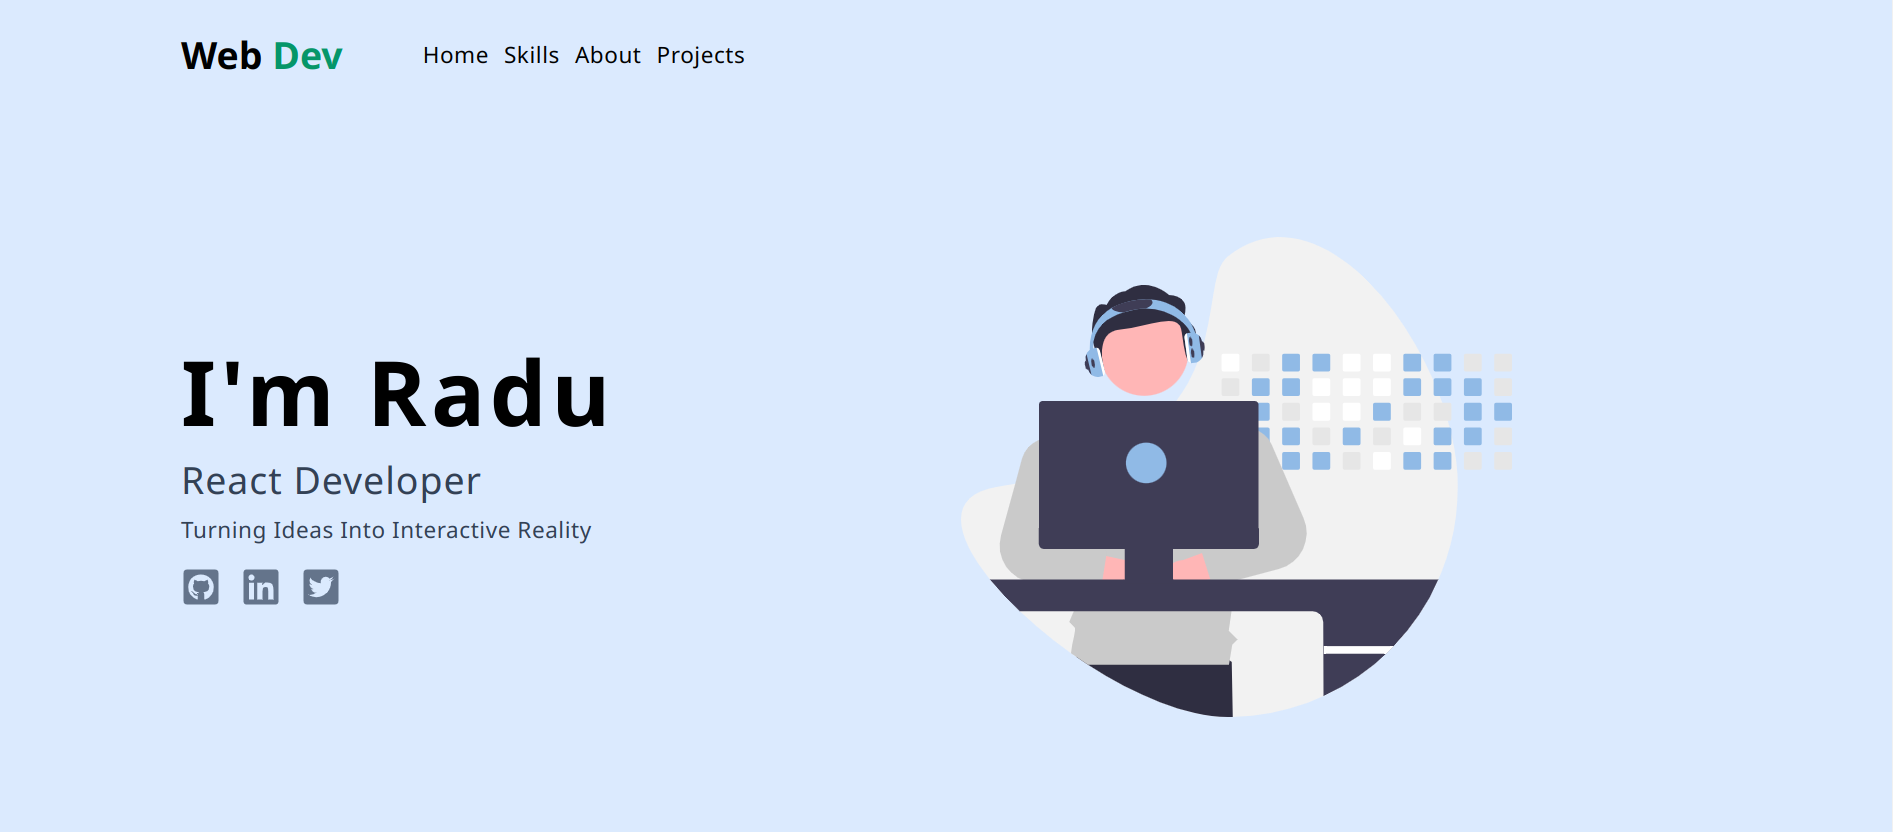 Web Dev
Home Skills About Projects
I'm Radu
React Developer
Turning Ideas Into Interactive Reality